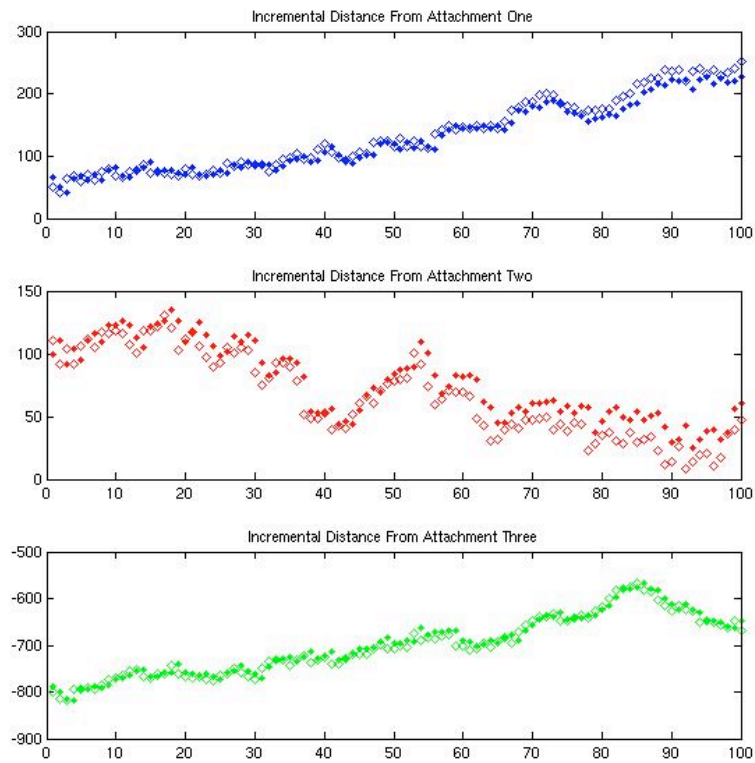 Incremental Distance From Attachment One
300
200
100
0
0 10 20 30 40 50 60 70 80 90 100
Incremental Distance From Attachment Two
150
100
50
0
0 10 20 30 40 50 60 70 80 90 100
Incremental Distance From Attachment Three
-500
-600
-700
-800
-900
0 10 20 30 40 50 60 70 80 90 100